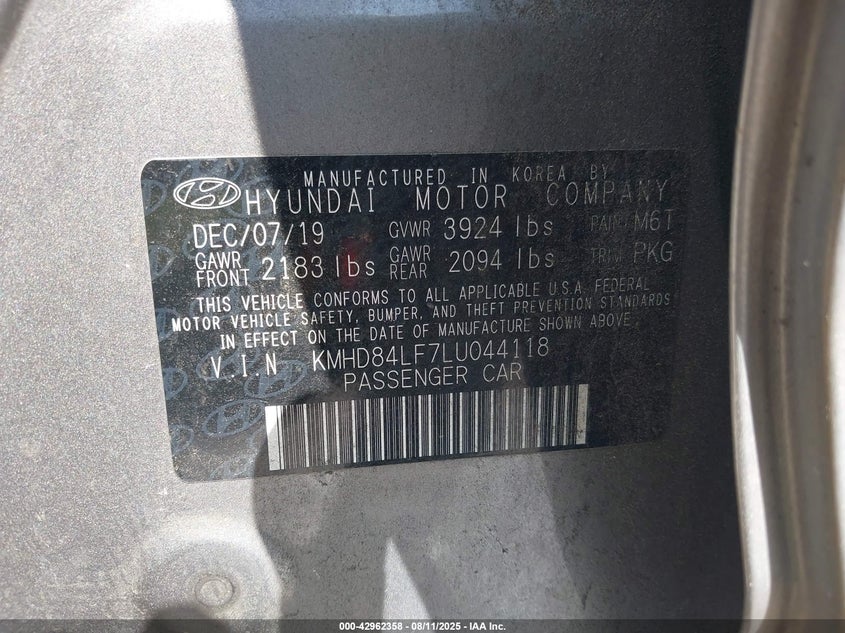 MANUFACTURED IN KOREA BY
HYUNDAI MOTOR COMPANY
DEC/07/19 GVWR 3924 lbs PAINT M6T
GAWR FRONT 2183 lbs GAWR REAR 2094 lbs TRIM PKG
THIS VEHICLE CONFORMS TO ALL APPLICABLE U.S.A. FEDERAL
MOTOR VEHICLE SAFETY, BUMPER, AND THEFT PREVENTION STANDARDS
IN EFFECT ON THE DATE OF MANUFACTURE SHOWN ABOVE.
V.I.N KMHD84LF7LU044118
PASSENGER CAR
000-42962358 - 08/11/2025 - IAA Inc.